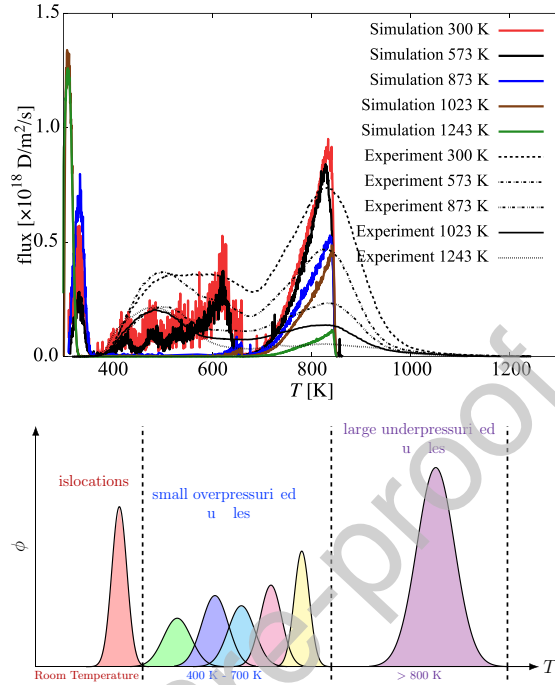 1.5
1.0
0.5
0.0
flux [×10¹⁸ D/m²/s]
Simulation 300 K
Simulation 573 K
Simulation 873 K
Simulation 1023 K
Simulation 1243 K
Experiment 300 K
Experiment 573 K
Experiment 873 K
Experiment 1023 K
Experiment 1243 K
400 600 800 1000 1200
T [K]
large underpressuri ed
u les
islocations
small overpressuri ed
u les
ϕ
T
Room Temperature
400 K - 700 K
> 800 K
re-proof